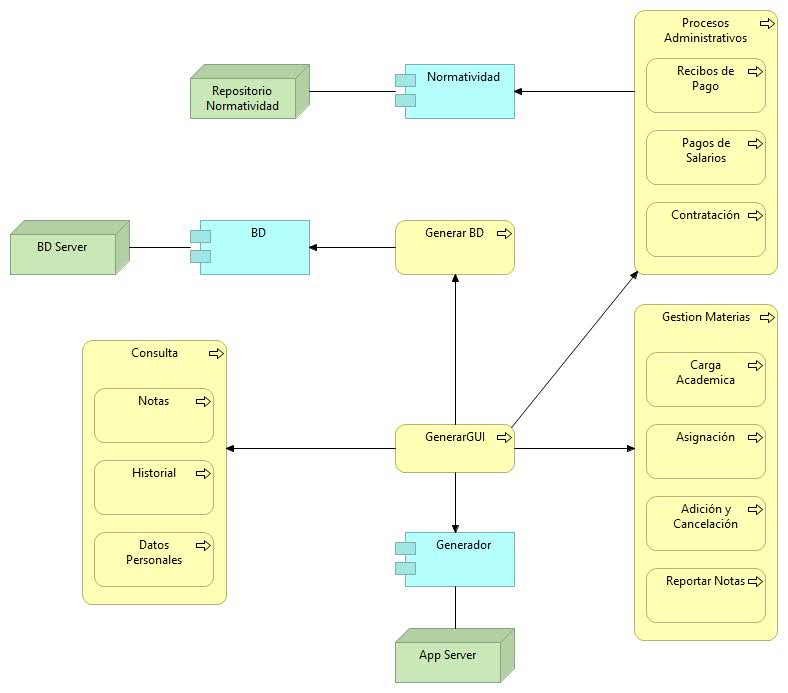 Procesos
Administrativos
Recibos de
Pago
Pagos de
Salarios
Contratación
Repositorio
Normatividad
Normatividad
BD Server
BD
Generar BD
Gestion Materias
Carga
Academica
Asignación
Adición y
Cancelación
Reportar Notas
Consulta
Notas
Historial
Datos
Personales
GenerarGUI
Generador
App Server